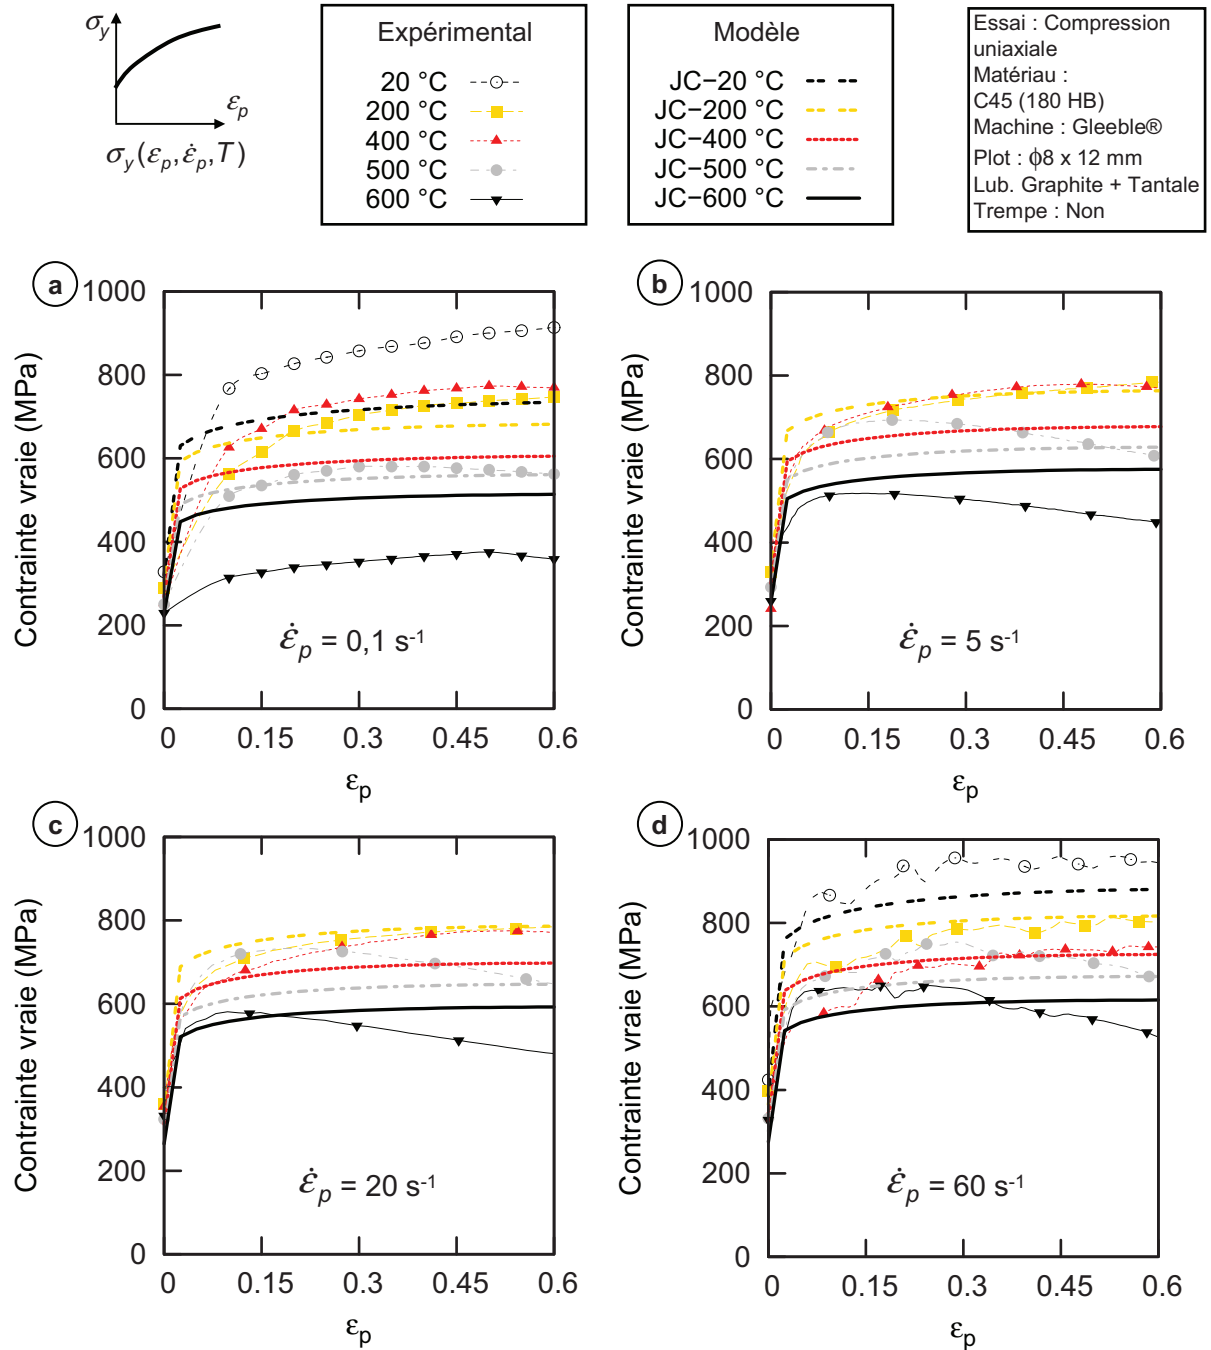 σy
εp
σy(εp,ε̇p,T)
Expérimental
20 °C
200 °C
400 °C
500 °C
600 °C
Modèle
JC−20 °C
JC−200 °C
JC−400 °C
JC−500 °C
JC−600 °C
Essai : Compression
uniaxiale
Matériau :
C45 (180 HB)
Machine : Gleeble®
Plot : ϕ8 x 12 mm
Lub. Graphite + Tantale
Trempe : Non
a
Contrainte vraie (MPa)
1000
800
600
400
200
0
ε̇p = 0,1 s-1
0 0.15 0.3 0.45 0.6
εp
b
Contrainte vraie (MPa)
1000
800
600
400
200
0
ε̇p = 5 s-1
0 0.15 0.3 0.45 0.6
εp
c
Contrainte vraie (MPa)
1000
800
600
400
200
0
ε̇p = 20 s-1
0 0.15 0.3 0.45 0.6
εp
d
Contrainte vraie (MPa)
1000
800
600
400
200
0
ε̇p = 60 s-1
0 0.15 0.3 0.45 0.6
εp